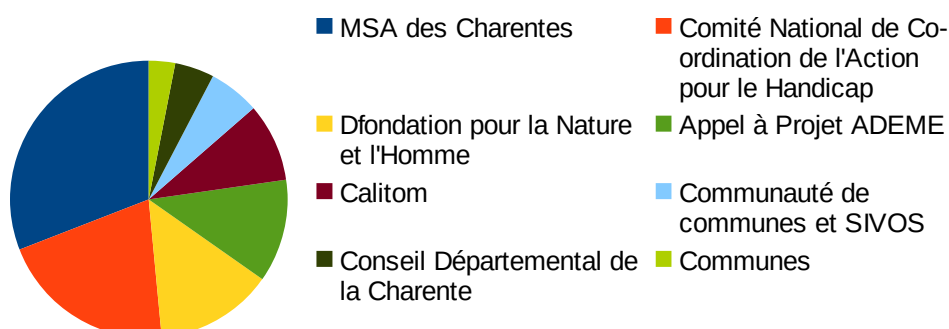 MSA des Charentes
Comité National de Co-
ordination de l'Action
pour le Handicap
Dfondation pour la Nature
et l'Homme
Appel à Projet ADEME
Calitom
Communauté de
communes et SIVOS
Conseil Départemental de
la Charente
Communes